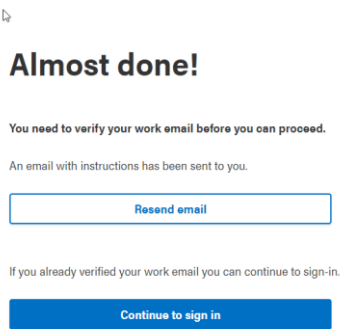 Almost done!
You need to verify your work email before you can proceed.
An email with instructions has been sent to you.
Resend email
If you already verified your work email you can continue to sign-in.
Continue to sign in